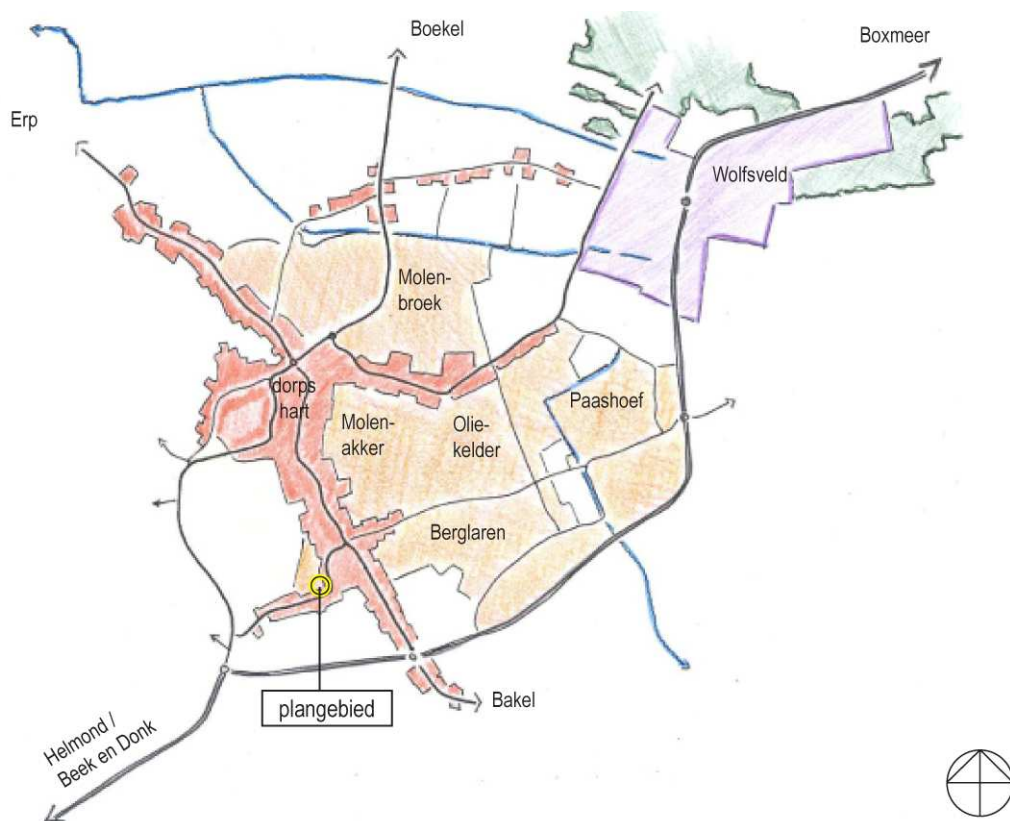 Boekel
Boxmeer
Erp
Wolfsveld
Molen-
broek
dorps
hart
Molen-
akker
Olie-
kelder
Paashoef
Berglaren
plangebied
Bakel
Helmond /
Beek en Donk